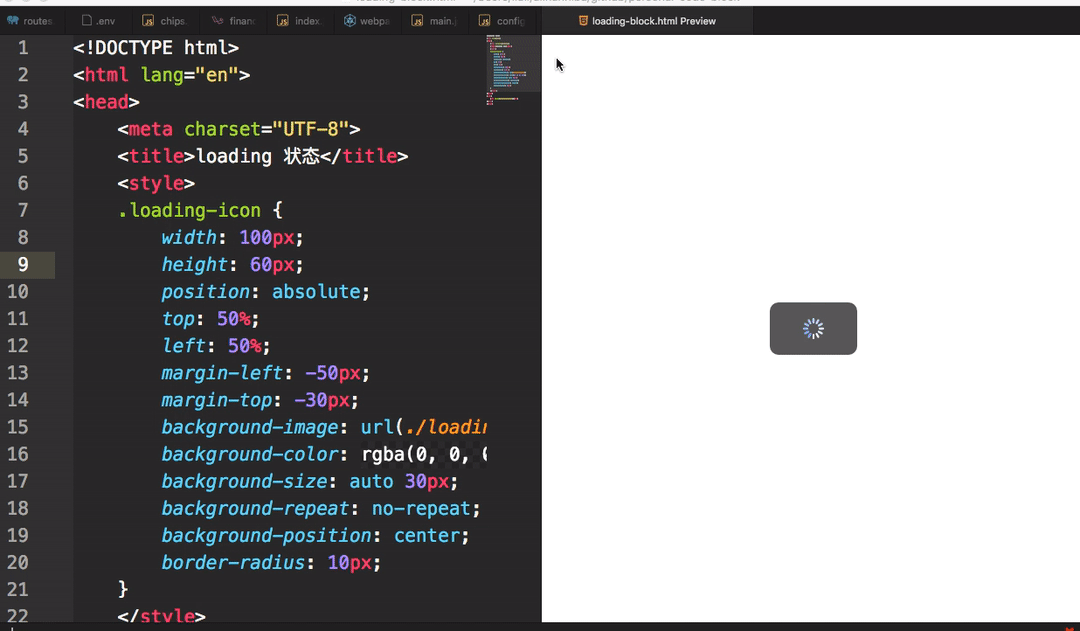 routes .env chips. finan index. webpa main.j config loading-block.html Preview
1 <!DOCTYPE html>
2 <html lang="en">
3 <head>
4 <meta charset="UTF-8">
5 <title>loading 状态</title>
6 <style>
7 .loading-icon {
8 width: 100px;
9 height: 60px;
10 position: absolute;
11 top: 50%;
12 left: 50%;
13 margin-left: -50px;
14 margin-top: -30px;
15 background-image: url(./loadin
16 background-color: rgba(0, 0, 0
17 background-size: auto 30px;
18 background-repeat: no-repeat;
19 background-position: center;
20 border-radius: 10px;
21 }
22 </style>